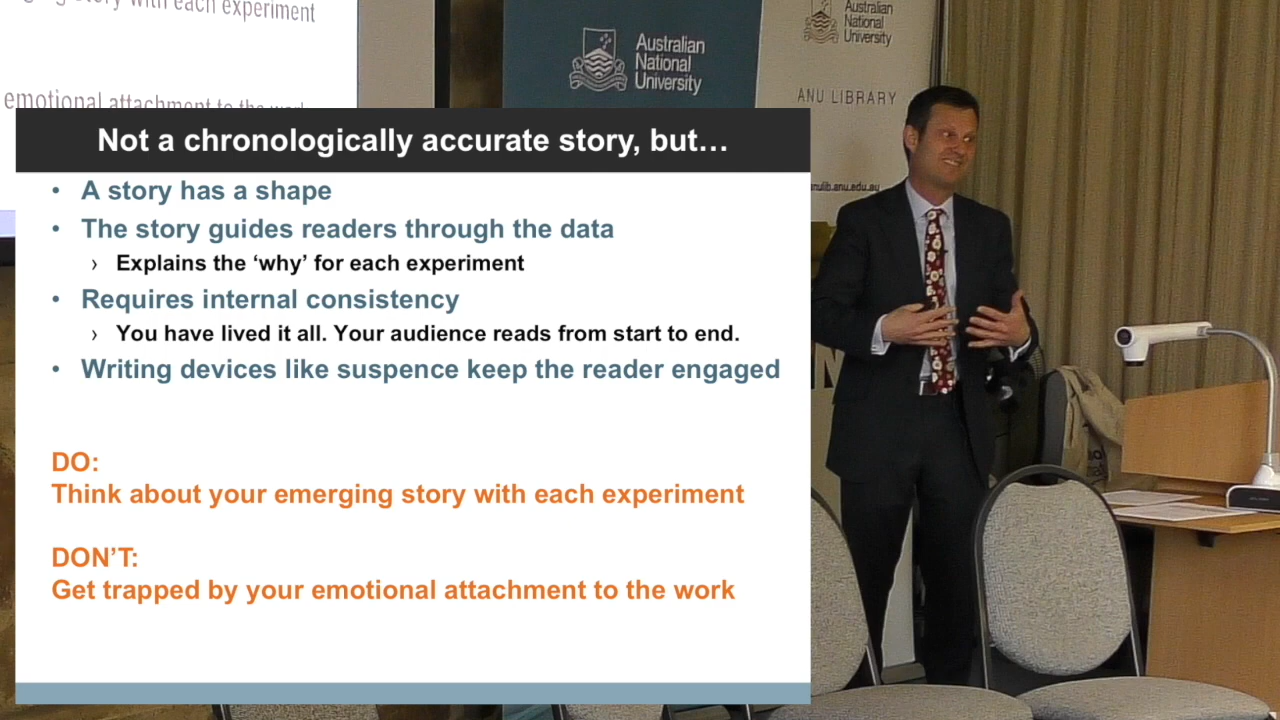 ging story with each experiment
emotional attachment to the work
Australian
National
University
Australian
National
University
ANU LIBRARY
anulib.anu.edu.au
Not a chronologically accurate story, but…
• A story has a shape
• The story guides readers through the data
› Explains the ‘why’ for each experiment
• Requires internal consistency
› You have lived it all. Your audience reads from start to end.
• Writing devices like suspence keep the reader engaged
DO:
Think about your emerging story with each experiment
DON’T:
Get trapped by your emotional attachment to the work